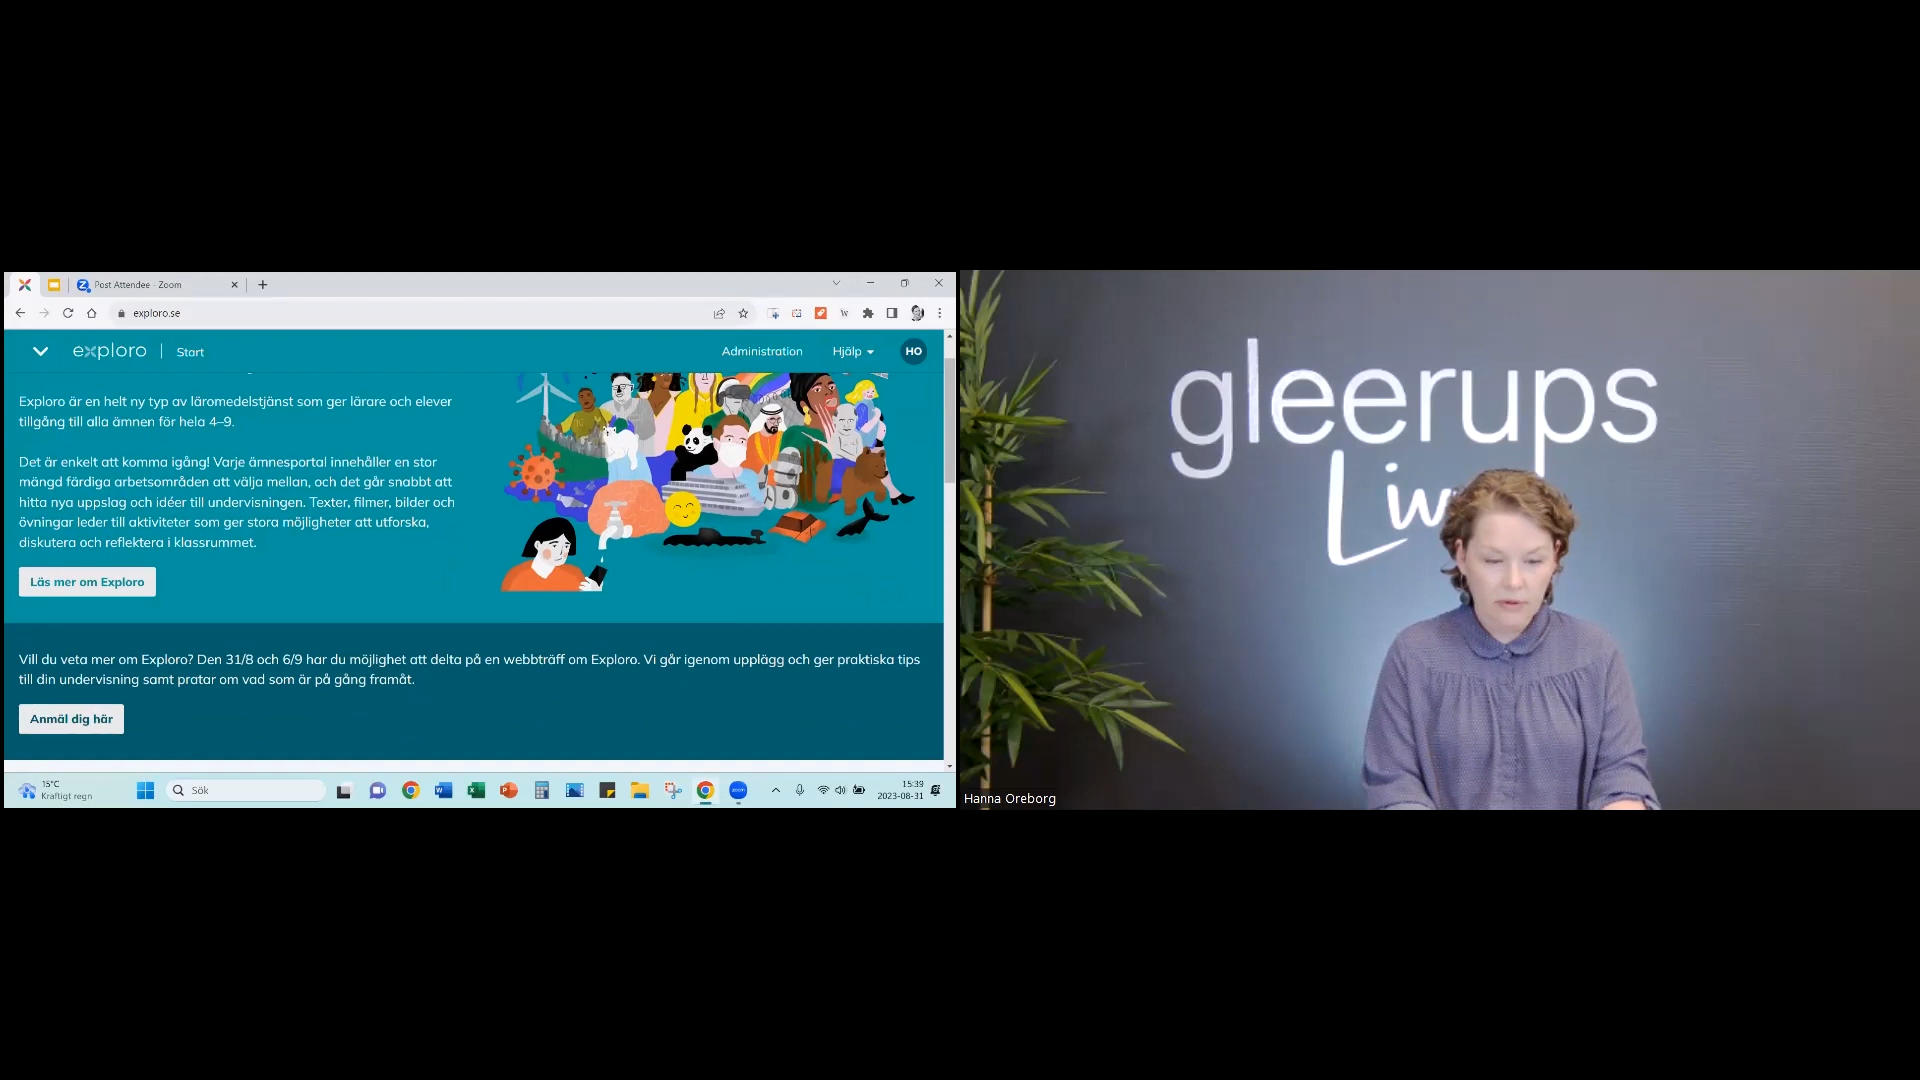 Post Attendee - Zoom
exploro.se
exploro
Start
Administration
Hjälp
HO
Exploro är en helt ny typ av läromedelstjänst som ger lärare och elever
tillgång till alla ämnen för hela 4–9.
Det är enkelt att komma igång! Varje ämnesportal innehåller en stor
mängd färdiga arbetsområden att välja mellan, och det går snabbt att
hitta nya uppslag och idéer till undervisningen. Texter, filmer, bilder och
övningar leder till aktiviteter som ger stora möjligheter att utforska,
diskutera och reflektera i klassrummet.
Läs mer om Exploro
Vill du veta mer om Exploro? Den 31/8 och 6/9 har du möjlighet att delta på en webbträff om Exploro. Vi går igenom upplägg och ger praktiska tips
till din undervisning samt pratar om vad som är på gång framåt.
Anmäl dig här
15°C
Kraftigt regn
Sök
15:39
2023-08-31
gleerups
Liv
Hanna Oreborg